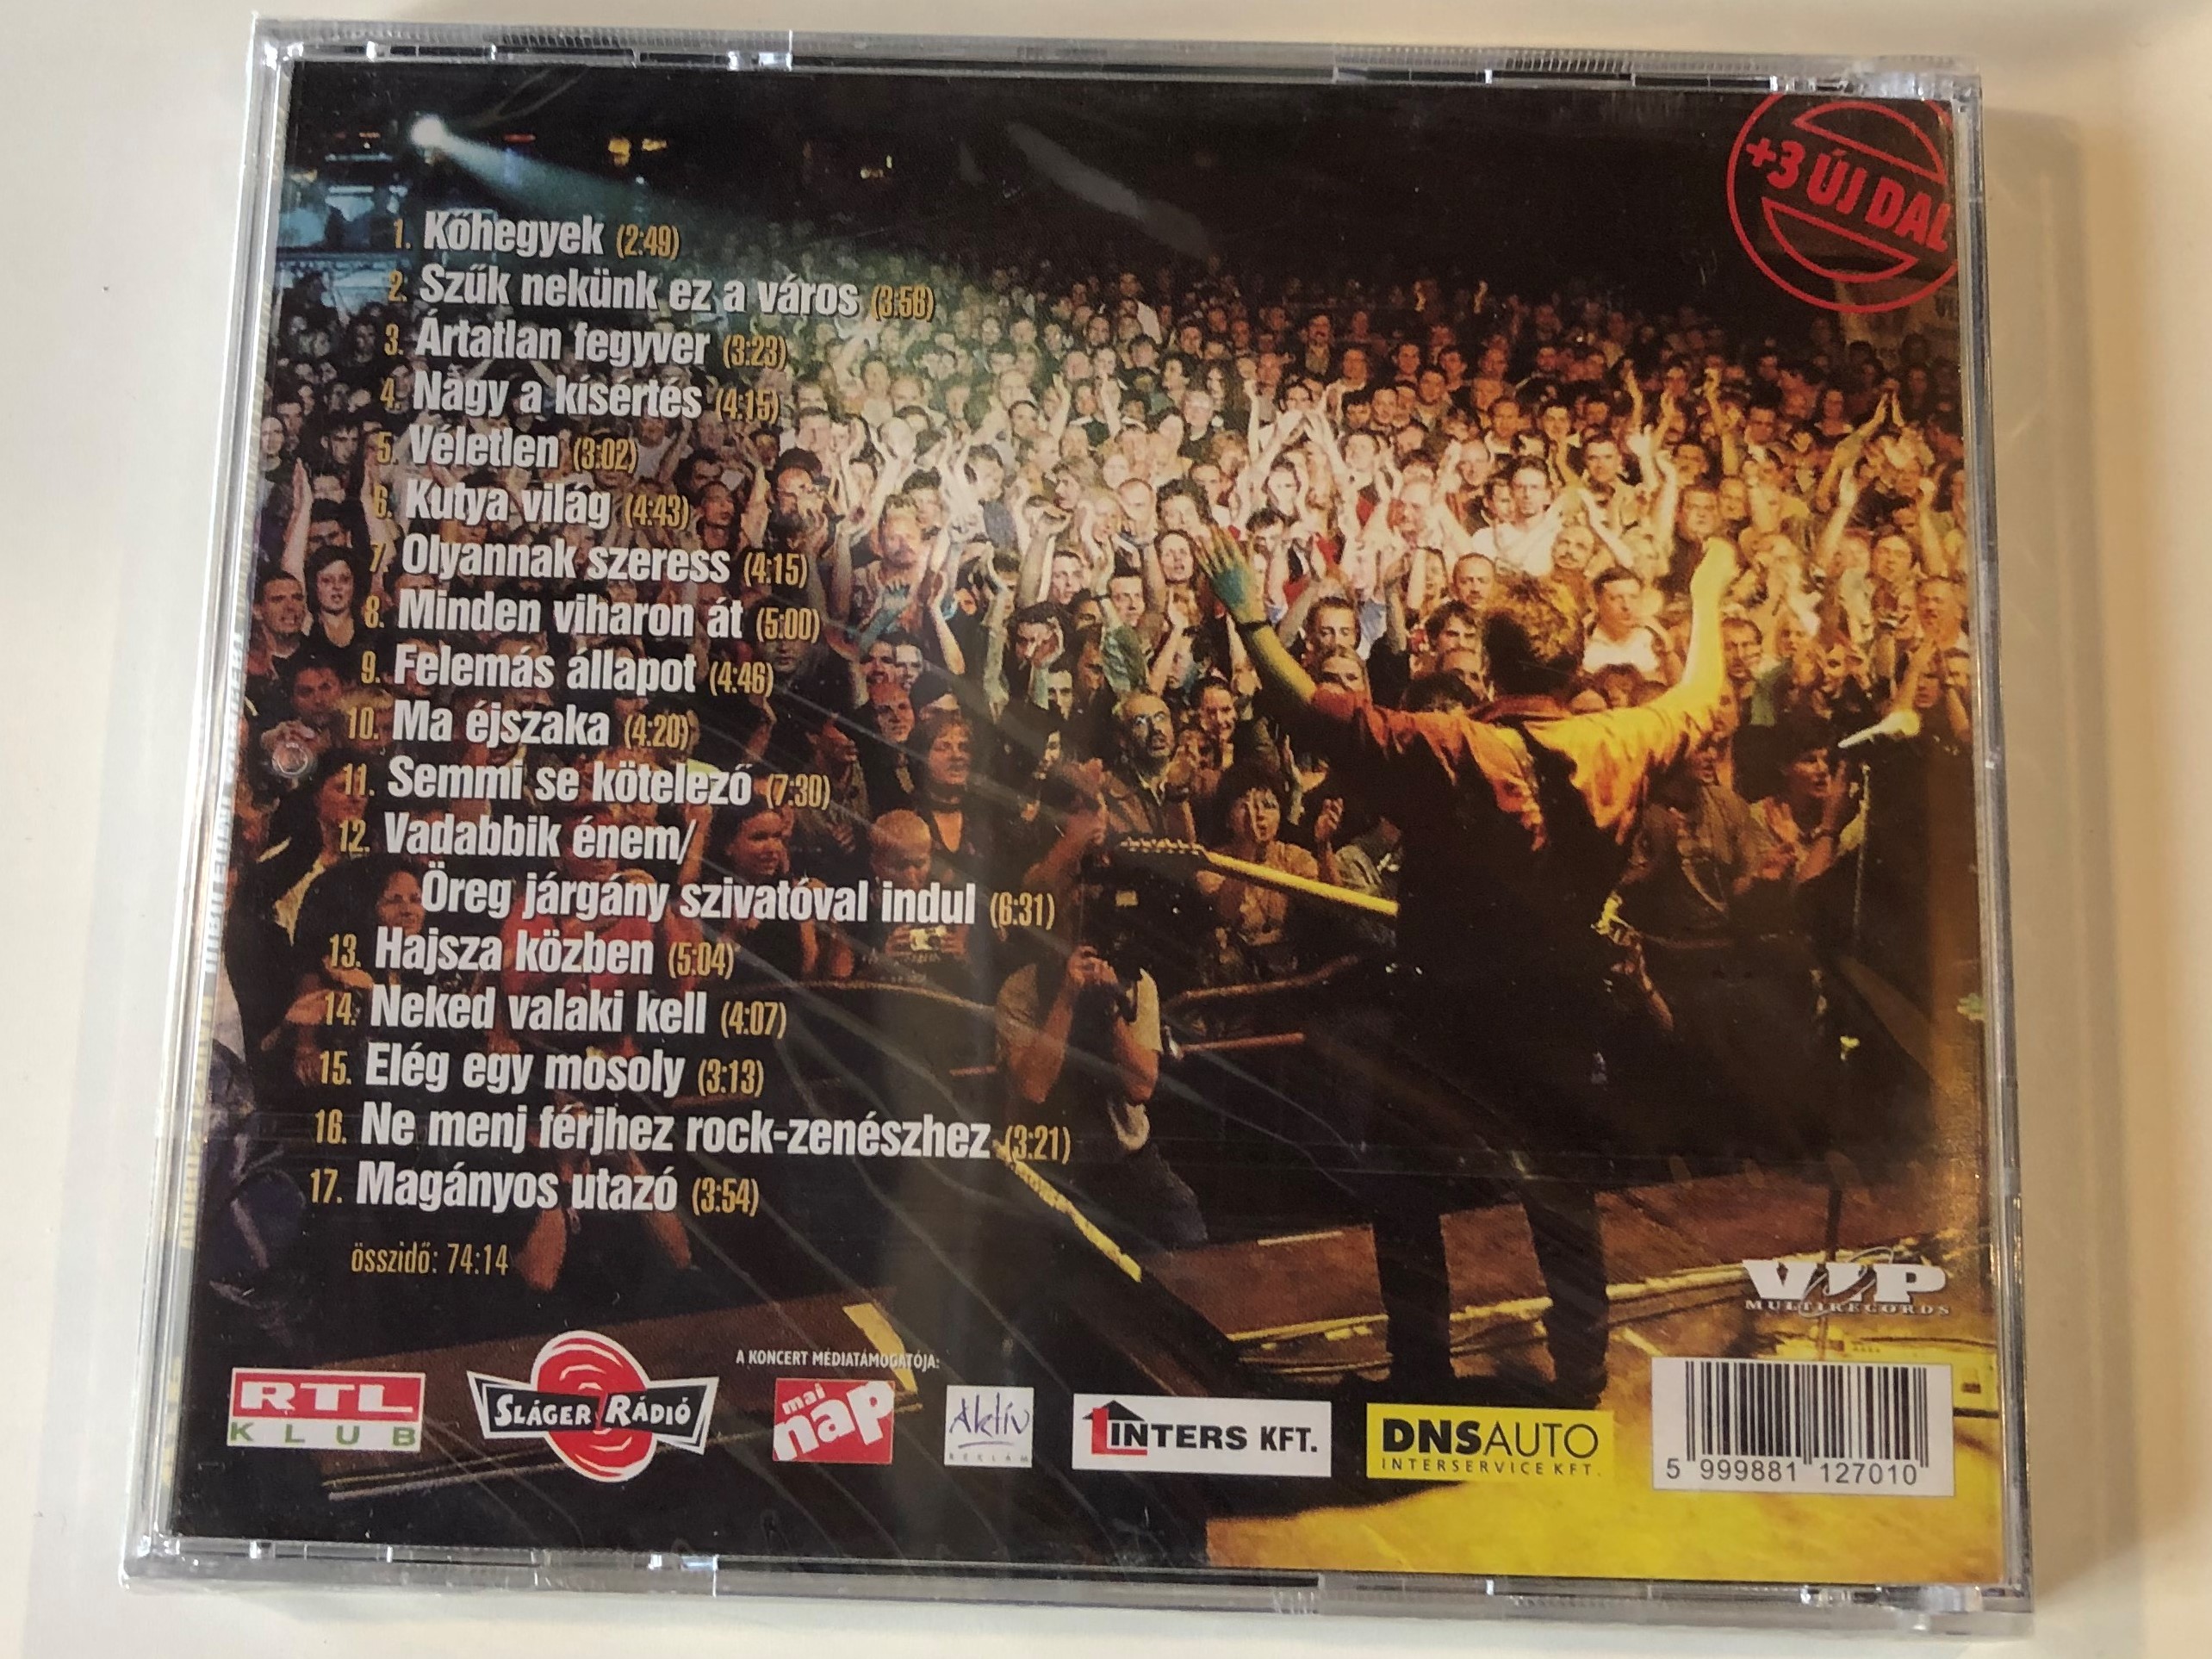 +3 ÚJ DAL
1. Kőhegyek (2:49)
2. Szűk nekünk ez a város (3:56)
3. Ártatlan fegyver (3:23)
4. Nagy a kísértés (4:15)
5. Véletlen (3:02)
6. Kutya világ (4:43)
7. Olyannak szeress (4:15)
8. Minden viharon át (5:00)
9. Felemás állapot (4:46)
10. Ma éjszaka (4:20)
11. Semmi se kötelező (7:30)
12. Vadabbik énem/
Öreg járgány szivatóval indul (6:31)
13. Hajsza közben (5:04)
14. Neked valaki kell (4:07)
15. Elég egy mosoly (3:13)
16. Ne menj férjhez rock-zenészhez (3:21)
17. Magányos utazó (3:54)
összidő: 74:14
VIP
MULTIRECORDS
A KONCERT MÉDIATÁMOGATÓJA:
RTL
KLUB
SLÁGER RÁDIÓ
mai
nap
Aktív
REKLÁM
INTERS KFT.
DNSAUTO
INTERSERVICE KFT.
5 999881 127010